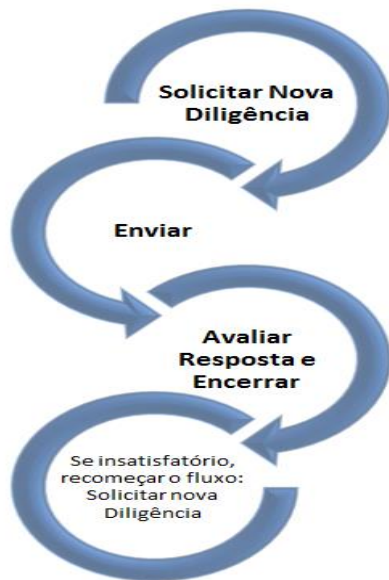 Solicitar Nova
Diligência
Enviar
Avaliar
Resposta e
Encerrar
Se insatisfatório,
recomeçar o fluxo:
Solicitar nova
Diligência